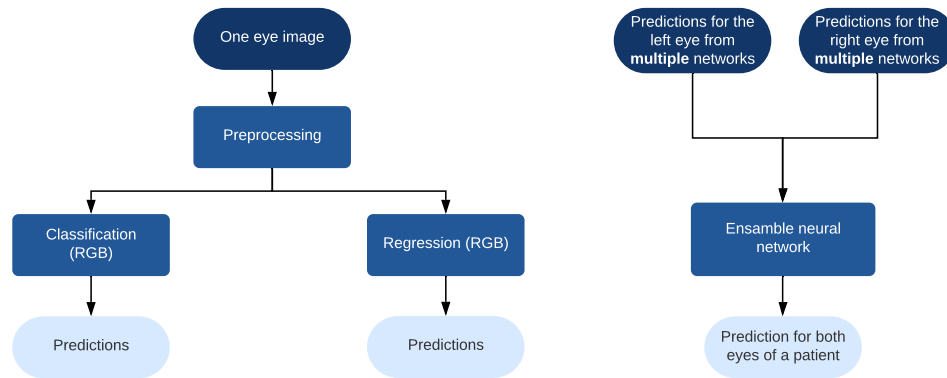 One eye image
Preprocessing
Classification
(RGB)
Regression (RGB)
Predictions
Predictions
Predictions for the
left eye from
multiple networks
Predictions for the
right eye from
multiple networks
Ensamble neural
network
Prediction for both
eyes of a patient